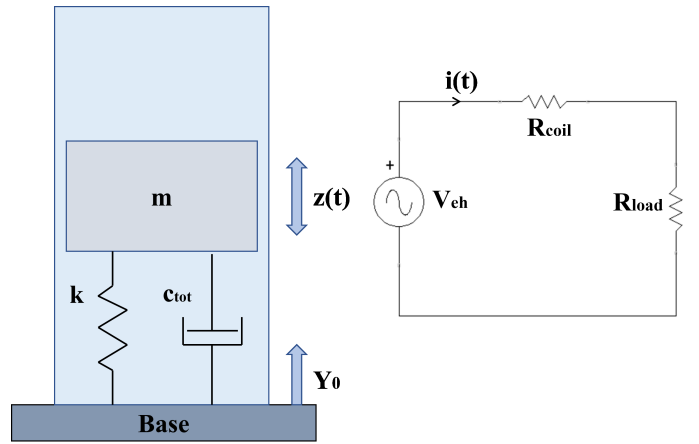 m
z(t)
k
ctot
Y0
Base
i(t)
Rcoil
+
Veh
Rload